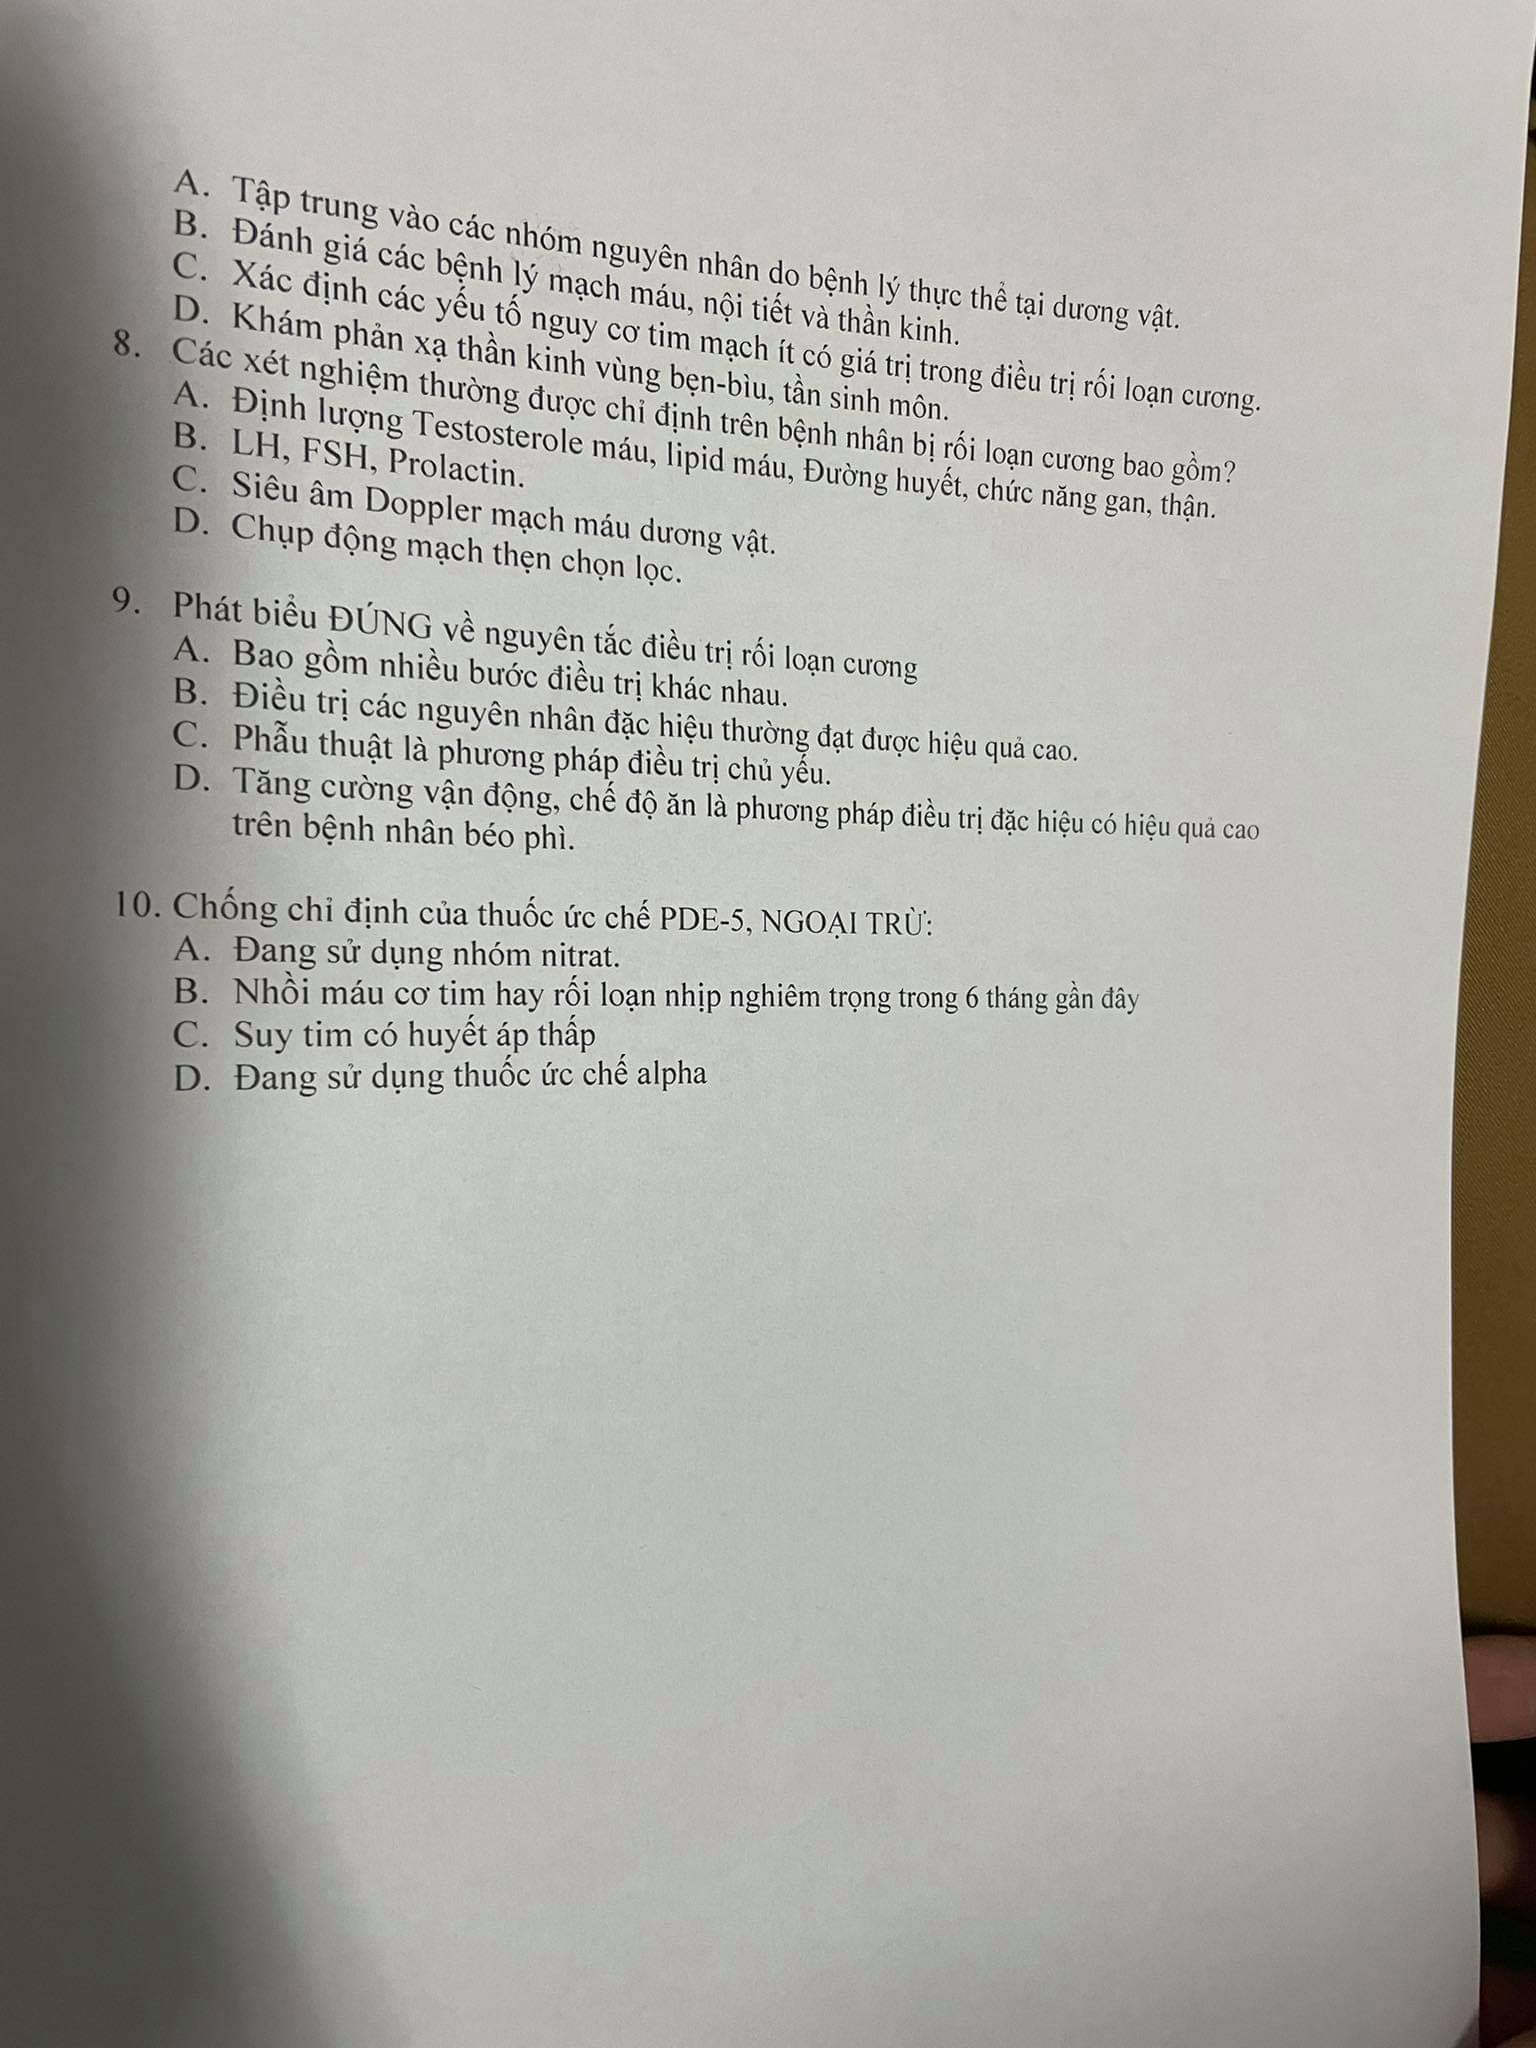 A. Tập trung vào các nhóm nguyên nhân do bệnh lý thực thể tại dương vật.
B. Đánh giá các bệnh lý mạch máu, nội tiết và thần kinh.
C. Xác định các yếu tố nguy cơ tim mạch ít có giá trị trong điều trị rối loạn cương.
D. Khám phản xạ thần kinh vùng bẹn-bìu, tần sinh môn.
8. Các xét nghiệm thường được chỉ định trên bệnh nhân bị rối loạn cương bao gồm?
A. Định lượng Testosterole máu, lipid máu, Đường huyết, chức năng gan, thận.
B. LH, FSH, Prolactin.
C. Siêu âm Doppler mạch máu dương vật.
D. Chụp động mạch thẹn chọn lọc.
9. Phát biểu ĐÚNG về nguyên tắc điều trị rối loạn cương
A. Bao gồm nhiều bước điều trị khác nhau.
B. Điều trị các nguyên nhân đặc hiệu thường đạt được hiệu quả cao.
C. Phẫu thuật là phương pháp điều trị chủ yếu.
D. Tăng cường vận động, chế độ ăn là phương pháp điều trị đặc hiệu có hiệu quả cao
trên bệnh nhân béo phì.
10. Chống chỉ định của thuốc ức chế PDE-5, NGOẠI TRỪ:
A. Đang sử dụng nhóm nitrat.
B. Nhồi máu cơ tim hay rối loạn nhịp nghiêm trọng trong 6 tháng gần đây
C. Suy tim có huyết áp thấp
D. Đang sử dụng thuốc ức chế alpha